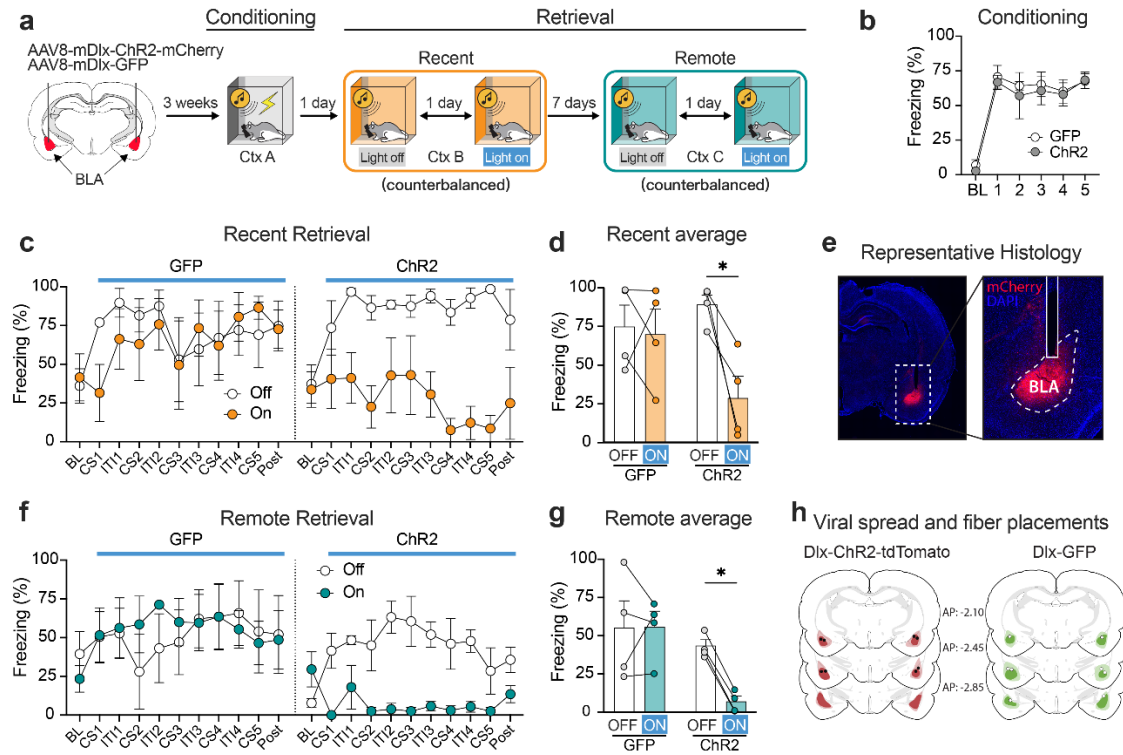 a
Conditioning
Retrieval
AAV8-mDlx-ChR2-mCherry
AAV8-mDlx-GFP
3 weeks
1 day
Recent
1 day
7 days
Remote
1 day
BLA
Ctx A
Light off
Ctx B
Light on
Light off
Ctx C
Light on
(counterbalanced)
(counterbalanced)
b
Conditioning
Freezing (%)
100
75
50
25
0
GFP
ChR2
BL 1 2 3 4 5
c
Recent Retrieval
GFP
ChR2
Freezing (%)
100
75
50
25
0
Off
On
BL CS1 ITI1 CS2 ITI2 CS3 ITI3 CS4 ITI4 CS5 Post
BL CS1 ITI1 CS2 ITI2 CS3 ITI3 CS4 ITI4 CS5 Post
d
Recent average
*
Freezing (%)
100
75
50
25
0
OFF ON OFF ON
GFP ChR2
e
Representative Histology
mCherry
DAPI
BLA
f
Remote Retrieval
GFP
ChR2
Freezing (%)
100
75
50
25
0
Off
On
BL CS1 ITI1 CS2 ITI2 CS3 ITI3 CS4 ITI4 CS5 Post
BL CS1 ITI1 CS2 ITI2 CS3 ITI3 CS4 ITI4 CS5 Post
g
Remote average
*
Freezing (%)
100
75
50
25
0
OFF ON OFF ON
GFP ChR2
h
Viral spread and fiber placements
Dlx-ChR2-tdTomato
Dlx-GFP
AP: -2.10
AP: -2.45
AP: -2.85